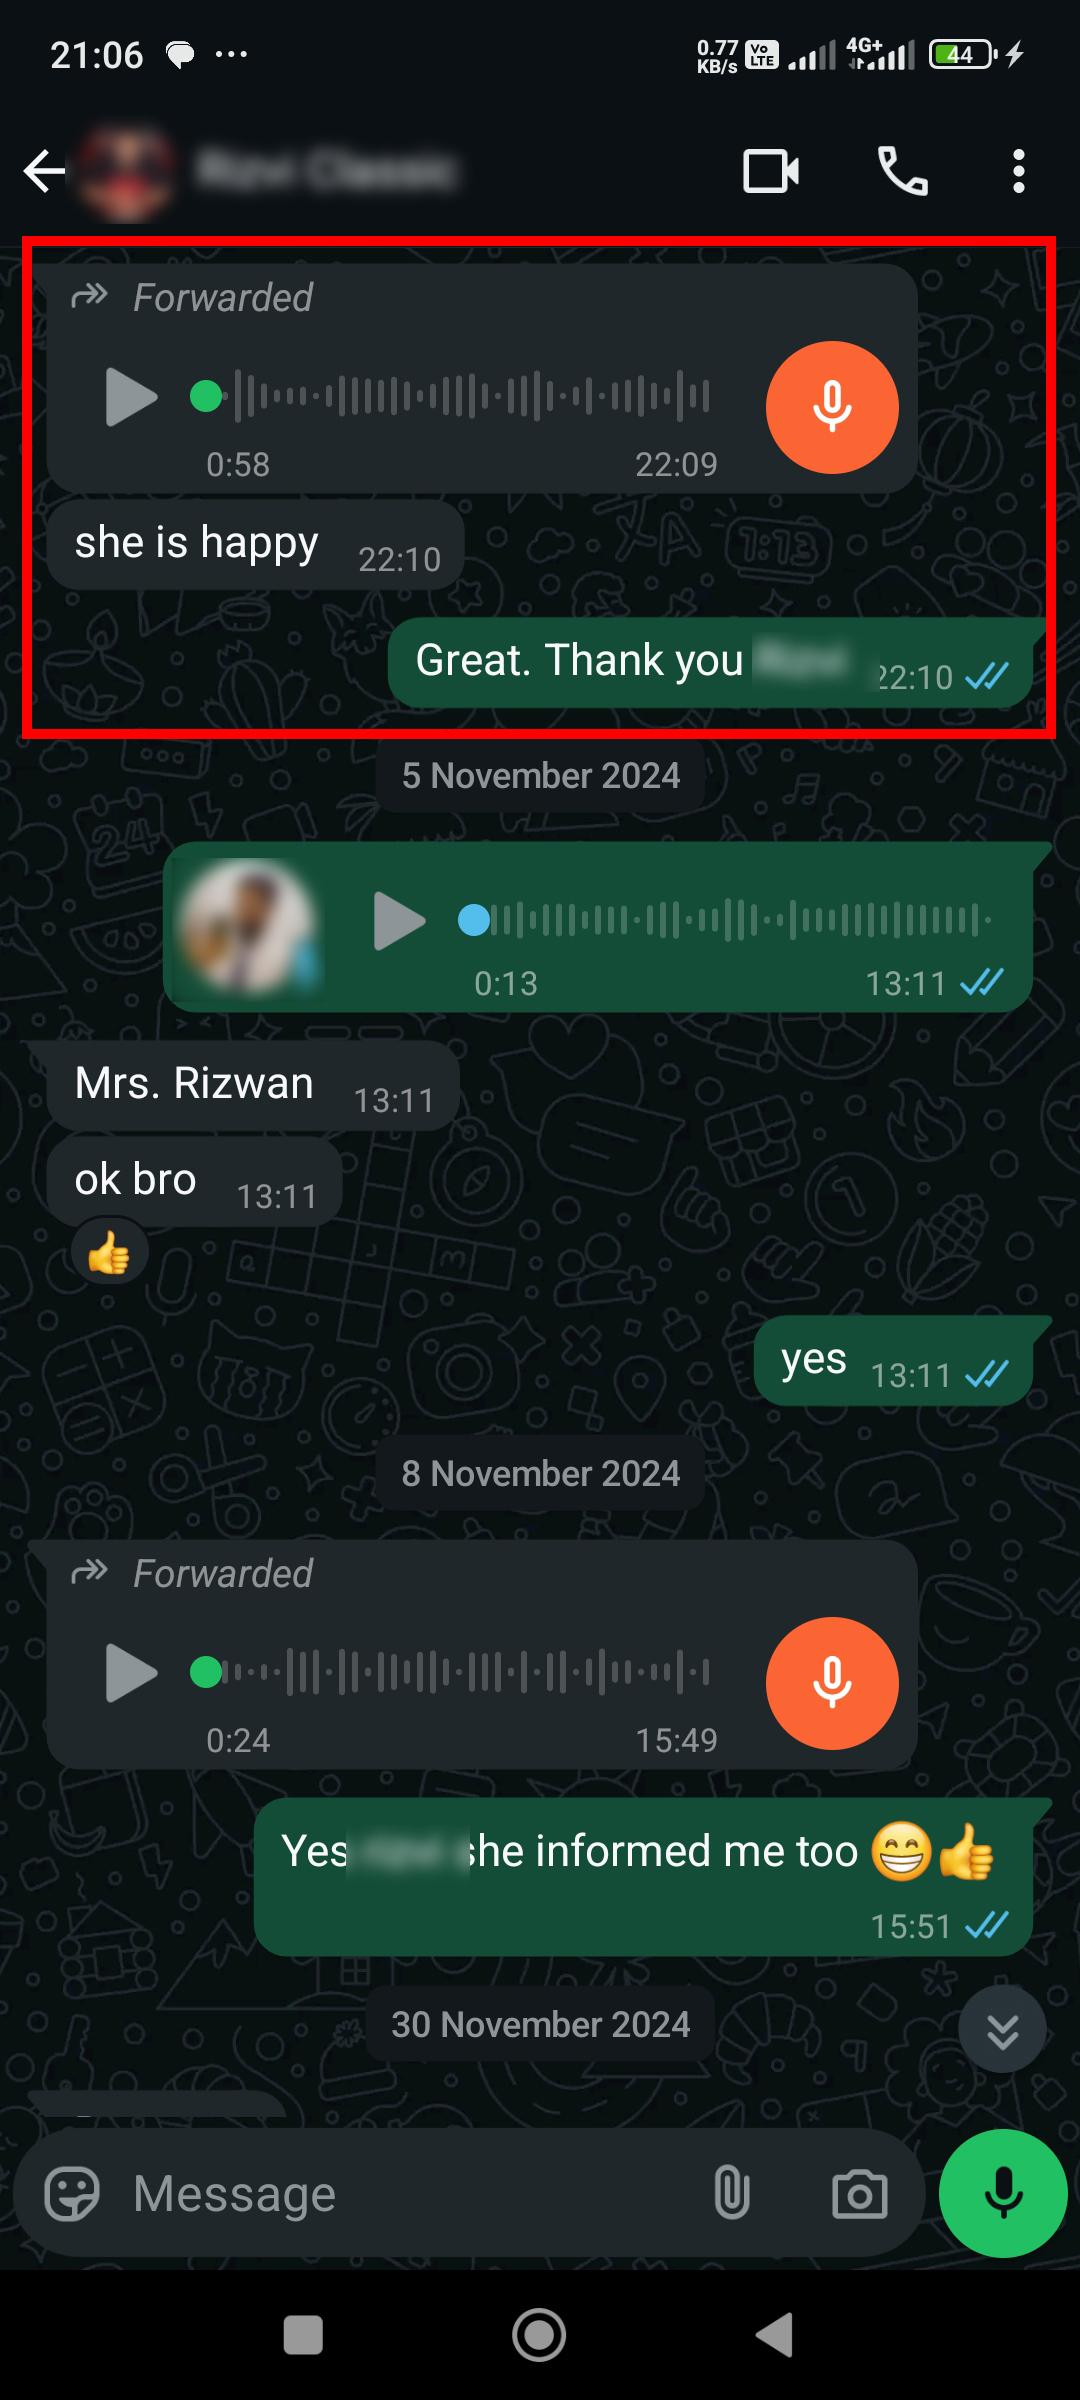 21:06 ...
0.77 KB/s Vo LTE 4G+ 44
Forwarded
0:58 22:09
she is happy 22:10
Great. Thank you 22:10
5 November 2024
0:13 13:11
Mrs. Rizwan 13:11
ok bro 13:11
yes 13:11
8 November 2024
Forwarded
0:24 15:49
Yes she informed me too 😁👍
15:51
30 November 2024
Message